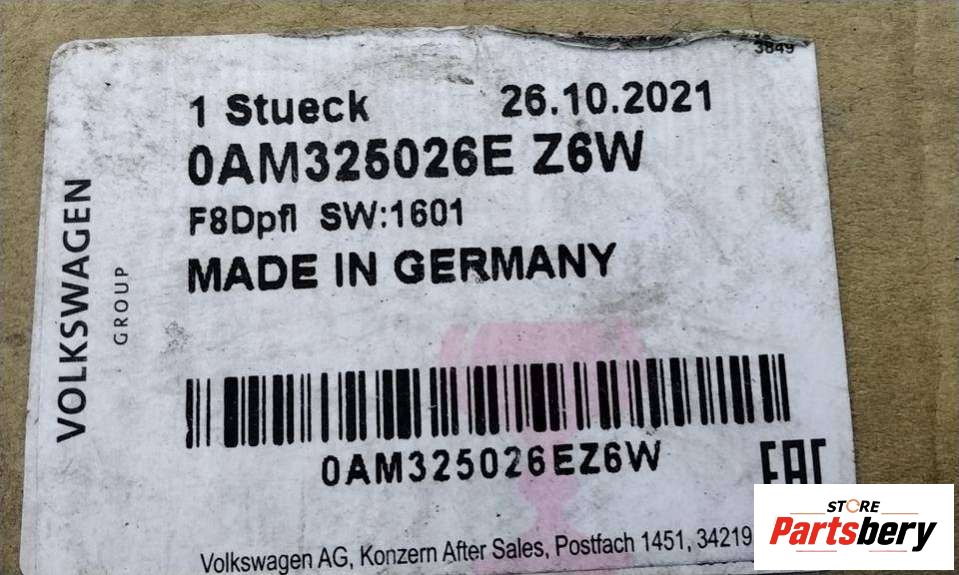 3849
1 Stueck 26.10.2021
0AM325026E Z6W
F8Dpfl SW:1601
MADE IN GERMANY
VOLKSWAGEN
GROUP
0AM325026EZ6W
EAC
Volkswagen AG, Konzern After Sales, Postfach 1451, 34219
STORE
Partsbery